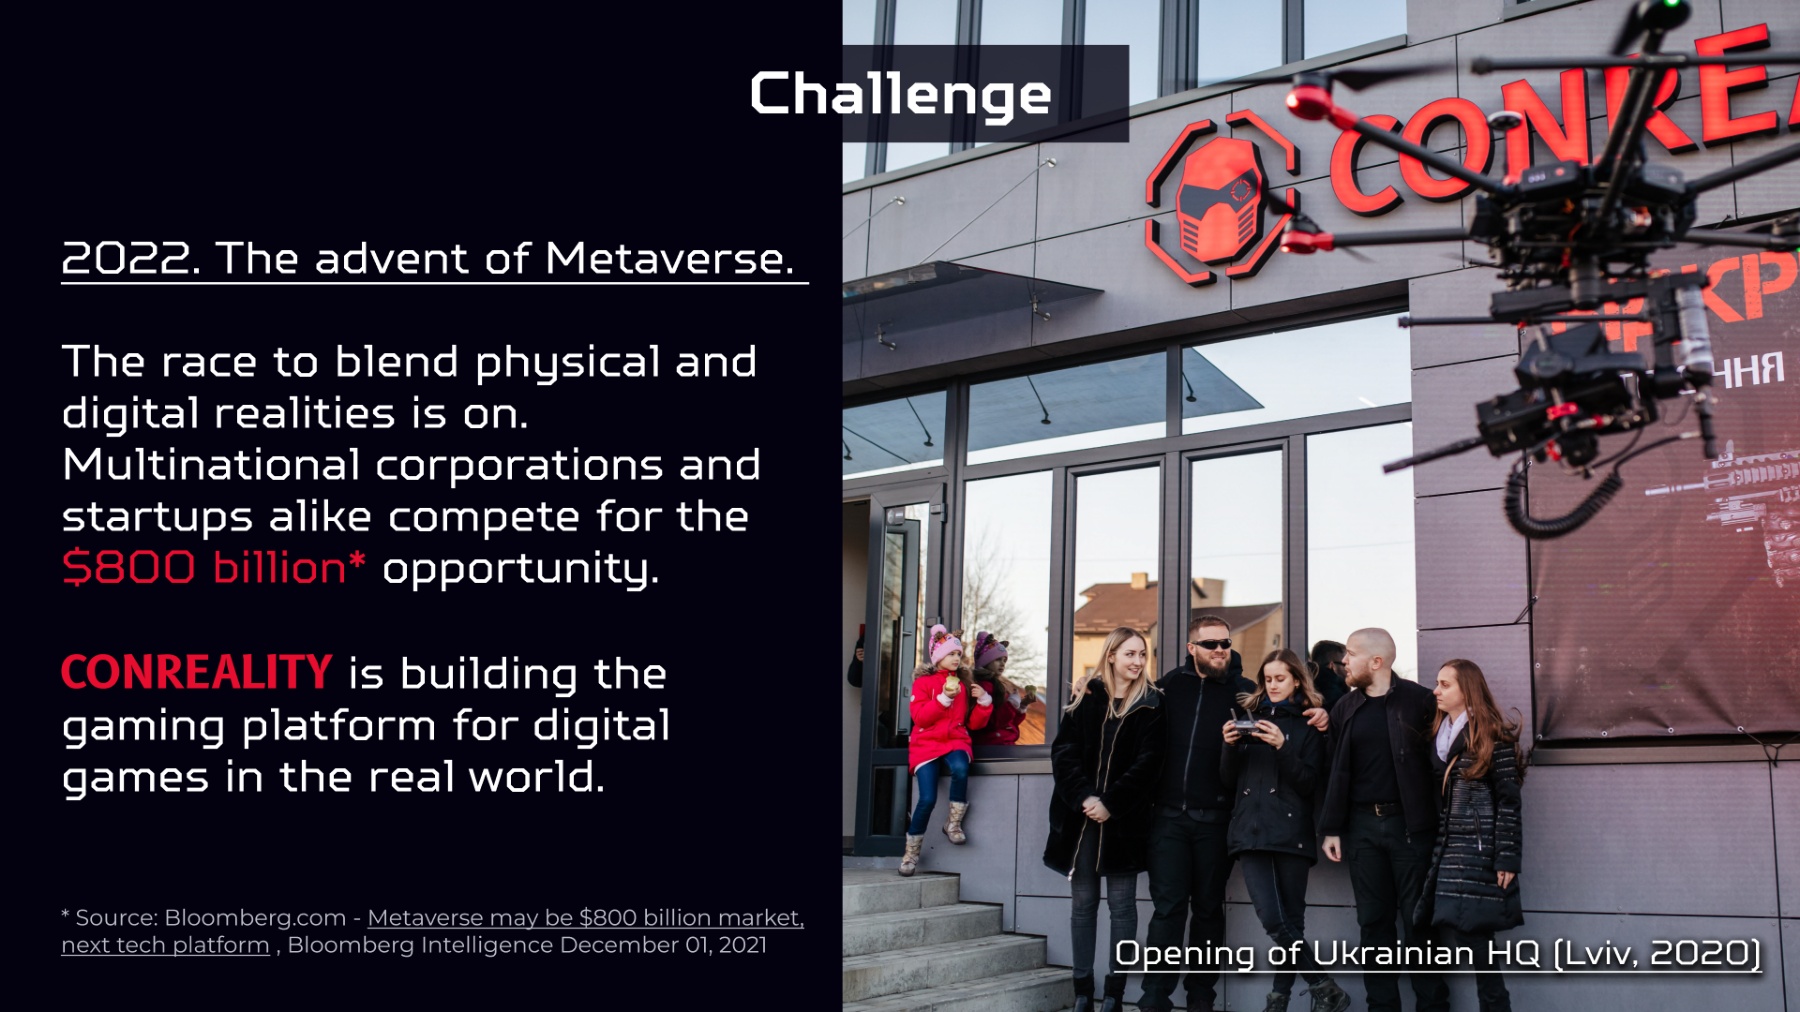 Challenge
2022. The advent of Metaverse.
The race to blend physical and
digital realities is on.
Multinational corporations and
startups alike compete for the
$800 billion* opportunity.
CONREALITY is building the
gaming platform for digital
games in the real world.
* Source: Bloomberg.com - Metaverse may be $800 billion market,
next tech platform , Bloomberg Intelligence December 01, 2021
CONREA
Opening of Ukrainian HQ (Lviv, 2020)